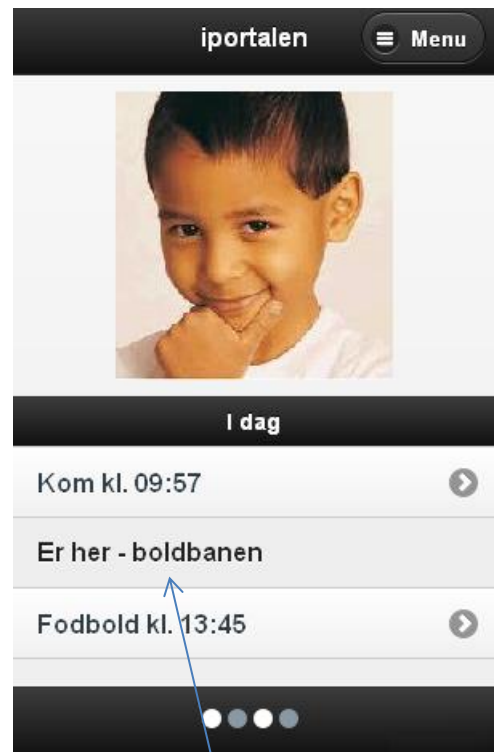 iportalen
Menu
I dag
Kom kl. 09:57
Er her - boldbanen
Fodbold kl. 13:45